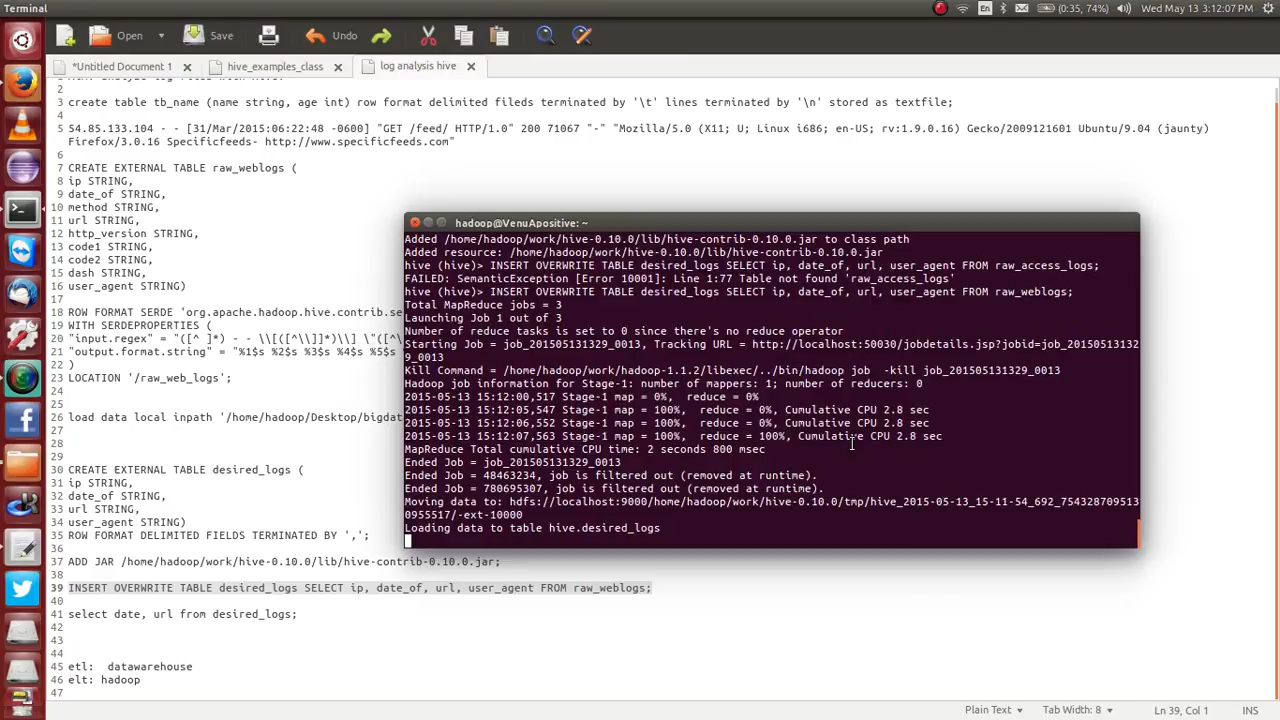 Terminal
En
(0:35, 74%)
Wed May 13 3:12:07 PM
Open
Save
Undo
*Untitled Document 1
hive_examples_class
log analysis hive
2
3 create table tb_name (name string, age int) row format delimited fileds terminated by '\t' lines terminated by '\n' stored as textfile;
4
5 54.85.133.104 - - [31/Mar/2015:06:22:48 -0600] "GET /feed/ HTTP/1.0" 200 71067 "-" "Mozilla/5.0 (X11; U; Linux i686; en-US; rv:1.9.0.16) Gecko/2009121601 Ubuntu/9.04 (jaunty)
Firefox/3.0.16 Specificfeeds- http://www.specificfeeds.com"
6
7 CREATE EXTERNAL TABLE raw_weblogs (
8 ip STRING,
9 date_of STRING,
10 method STRING,
11 url STRING,
12 http_version STRING,
13 code1 STRING,
14 code2 STRING,
15 dash STRING,
16 user_agent STRING)
17
18 ROW FORMAT SERDE 'org.apache.hadoop.hive.contrib.se
19 WITH SERDEPROPERTIES (
20 "input.regex" = "([^ ]*) - - \\[([^\\]]*)\\] \"([^
21 "output.format.string" = "%1$s %2$s %3$s %4$s %5$s
22 )
23 LOCATION '/raw_web_logs';
24
25
26 load data local inpath '/home/hadoop/Desktop/bigdat
27
28
29
30 CREATE EXTERNAL TABLE desired_logs (
31 ip STRING,
32 date_of STRING,
33 url STRING,
34 user_agent STRING)
35 ROW FORMAT DELIMITED FIELDS TERMINATED BY ',';
36
37 ADD JAR /home/hadoop/work/hive-0.10.0/lib/hive-contrib-0.10.0.jar;
38
39 INSERT OVERWRITE TABLE desired_logs SELECT ip, date_of, url, user_agent FROM raw_weblogs;
40
41 select date, url from desired_logs;
42
43
44
45 etl: datawarehouse
46 elt: hadoop
47
hadoop@VenuApositive: ~
Added /home/hadoop/work/hive-0.10.0/lib/hive-contrib-0.10.0.jar to class path
Added resource: /home/hadoop/work/hive-0.10.0/lib/hive-contrib-0.10.0.jar
hive (hive)> INSERT OVERWRITE TABLE desired_logs SELECT ip, date_of, url, user_agent FROM raw_access_logs;
FAILED: SemanticException [Error 10001]: Line 1:77 Table not found 'raw_access_logs'
hive (hive)> INSERT OVERWRITE TABLE desired_logs SELECT ip, date_of, url, user_agent FROM raw_weblogs;
Total MapReduce jobs = 3
Launching Job 1 out of 3
Number of reduce tasks is set to 0 since there's no reduce operator
Starting Job = job_201505131329_0013, Tracking URL = http://localhost:50030/jobdetails.jsp?jobid=job_20150513132
9_0013
Kill Command = /home/hadoop/work/hadoop-1.1.2/libexec/../bin/hadoop job  -kill job_201505131329_0013
Hadoop job information for Stage-1: number of mappers: 1; number of reducers: 0
2015-05-13 15:12:00,517 Stage-1 map = 0%,  reduce = 0%
2015-05-13 15:12:05,547 Stage-1 map = 100%,  reduce = 0%, Cumulative CPU 2.8 sec
2015-05-13 15:12:06,552 Stage-1 map = 100%,  reduce = 0%, Cumulative CPU 2.8 sec
2015-05-13 15:12:07,563 Stage-1 map = 100%,  reduce = 100%, Cumulative CPU 2.8 sec
MapReduce Total cumulative CPU time: 2 seconds 800 msec
Ended Job = job_201505131329_0013
Ended Job = 48463234, job is filtered out (removed at runtime).
Ended Job = 780695307, job is filtered out (removed at runtime).
Moving data to: hdfs://localhost:9000/home/hadoop/work/hive-0.10.0/tmp/hive_2015-05-13_15-11-54_692_754328709513
0955517/-ext-10000
Loading data to table hive.desired_logs
Plain Text
Tab Width: 8
Ln 39, Col 1
INS